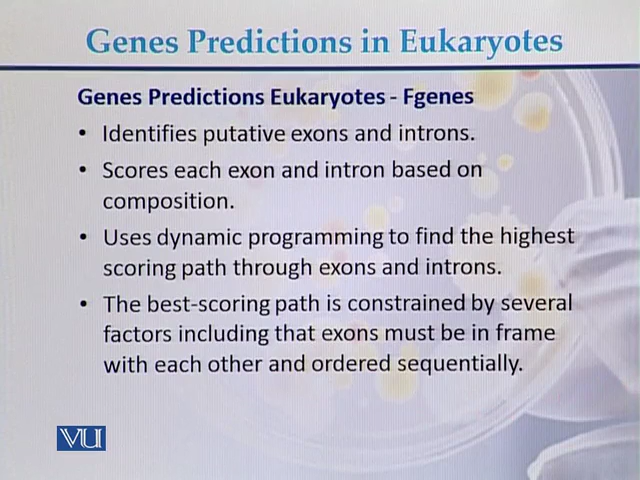 Genes Predictions in Eukaryotes
Genes Predictions Eukaryotes - Fgenes
• Identifies putative exons and introns.
• Scores each exon and intron based on
composition.
• Uses dynamic programming to find the highest
scoring path through exons and introns.
• The best-scoring path is constrained by several
factors including that exons must be in frame
with each other and ordered sequentially.
VU